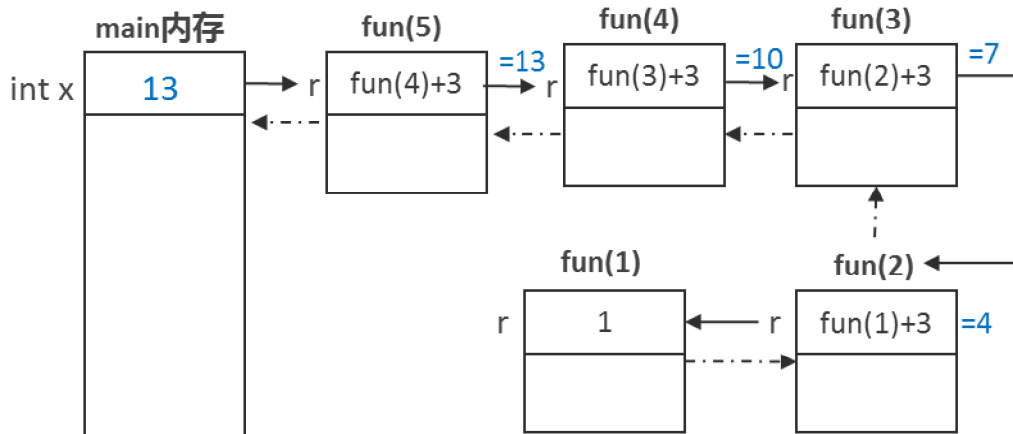 main内存
fun(5)
fun(4)
fun(3)
int x
13
r
fun(4)+3
=13
r
fun(3)+3
=10
r
fun(2)+3
=7
fun(1)
fun(2)
r
1
r
fun(1)+3
=4